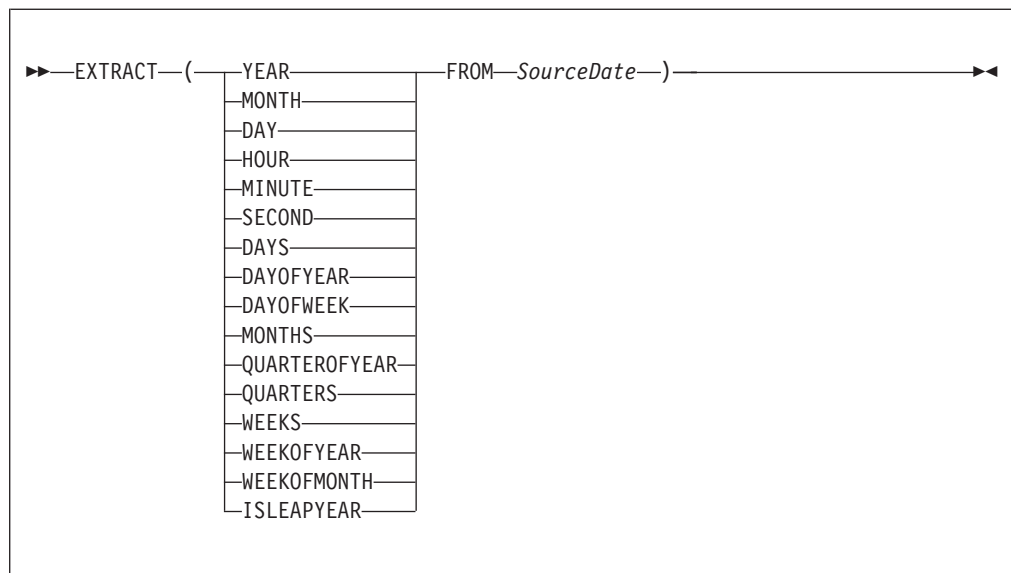 EXTRACT ( YEAR FROM SourceDate )
MONTH
DAY
HOUR
MINUTE
SECOND
DAYS
DAYOFYEAR
DAYOFWEEK
MONTHS
QUARTEROFYEAR
QUARTERS
WEEKS
WEEKOFYEAR
WEEKOFMONTH
ISLEAPYEAR